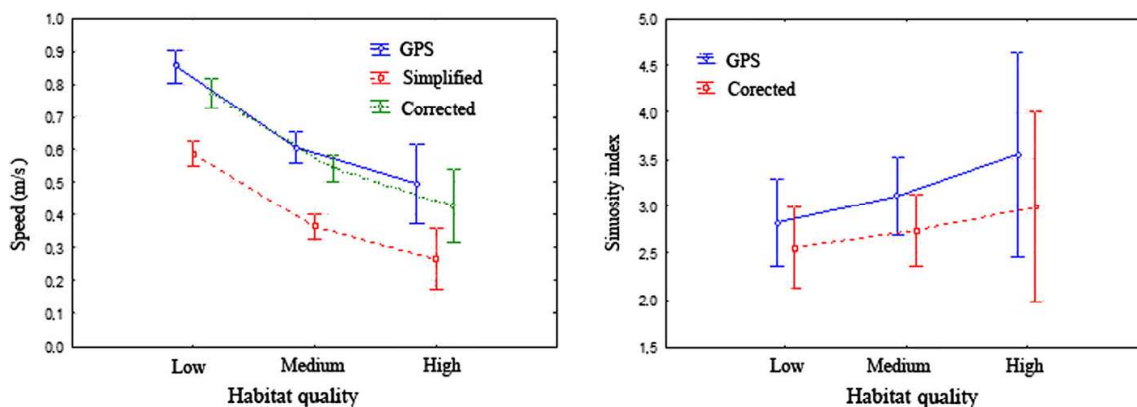 1.0
0.9
0.8
0.7
0.6
0.5
0.4
0.3
0.2
0.1
0.0
Speed (m/s)
GPS
Simplified
Corrected
Low Medium High
Habitat quality
5.0
4.5
4.0
3.5
3.0
2.5
2.0
1.5
Sinuosity index
GPS
Corected
Low Medium High
Habitat quality